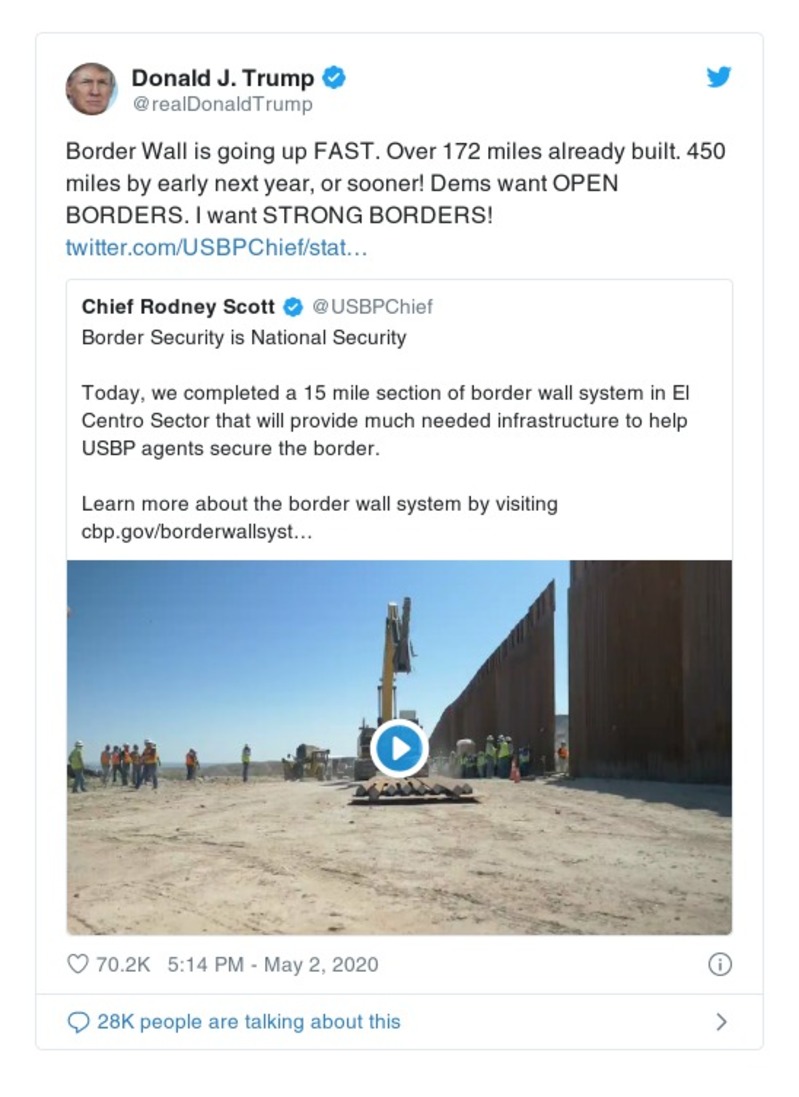 Donald J. Trump
@realDonaldTrump
Border Wall is going up FAST. Over 172 miles already built. 450
miles by early next year, or sooner! Dems want OPEN
BORDERS. I want STRONG BORDERS!
twitter.com/USBPChief/stat…
Chief Rodney Scott @USBPChief
Border Security is National Security
Today, we completed a 15 mile section of border wall system in El
Centro Sector that will provide much needed infrastructure to help
USBP agents secure the border.
Learn more about the border wall system by visiting
cbp.gov/borderwallsyst…
70.2K 5:14 PM - May 2, 2020
28K people are talking about this